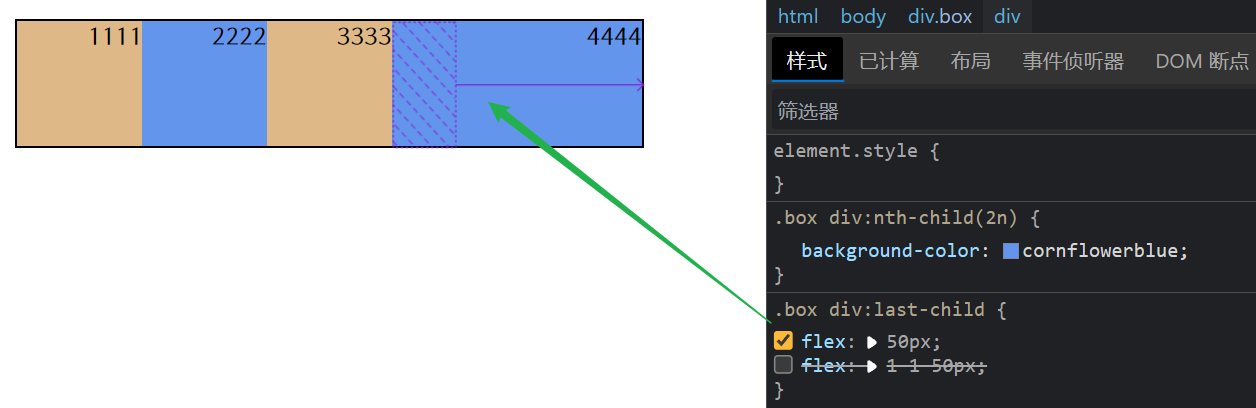 1111 2222 3333 4444
html body div.box div
样式 已计算 布局 事件侦听器 DOM 断点
筛选器
element.style {
}
.box div:nth-child(2n) {
background-color: cornflowerblue;
}
.box div:last-child {
flex: 50px;
flex: 1 1 50px;
}